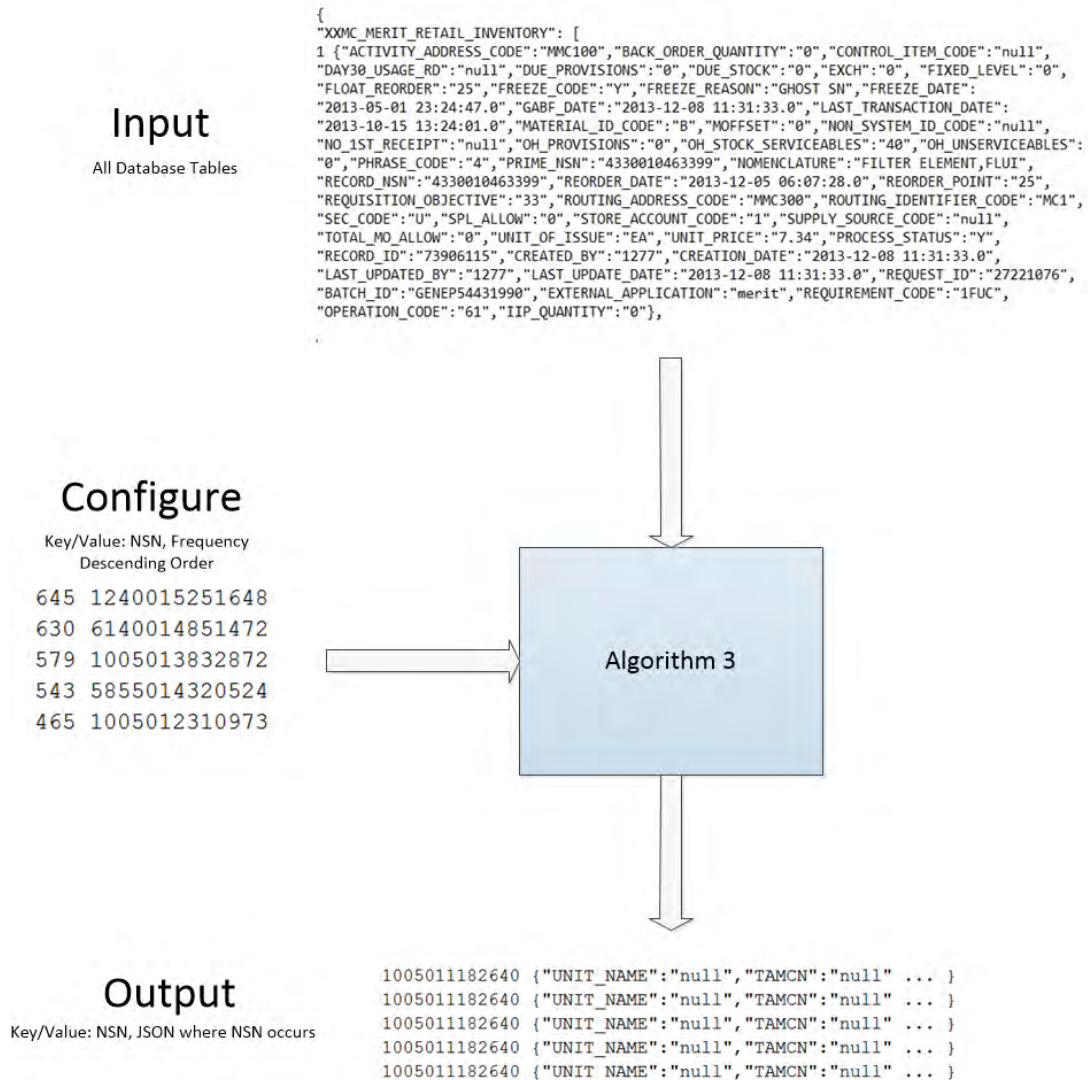 {
"XXMC_MERIT_RETAIL_INVENTORY": [
1 {"ACTIVITY_ADDRESS_CODE":"MMC100","BACK_ORDER_QUANTITY":"0","CONTROL_ITEM_CODE":"null",
"DAY30_USAGE_RD":"null","DUE_PROVISIONS":"0","DUE_STOCK":"0","EXCH":"0", "FIXED_LEVEL":"0",
"FLOAT_REORDER":"25","FREEZE_CODE":"Y","FREEZE_REASON":"GHOST SN","FREEZE_DATE":
"2013-05-01 23:24:47.0","GABF_DATE":"2013-12-08 11:31:33.0","LAST_TRANSACTION_DATE":
"2013-10-15 13:24:01.0","MATERIAL_ID_CODE":"B","MOFFSET":"0","NON_SYSTEM_ID_CODE":"null",
"NO_1ST_RECEIPT":"null","OH_PROVISIONS":"0","OH_STOCK_SERVICEABLES":"40","OH_UNSERVICEABLES":
"0","PHRASE_CODE":"4","PRIME_NSN":"4330010463399","NOMENCLATURE":"FILTER ELEMENT,FLUI",
"RECORD_NSN":"4330010463399","REORDER_DATE":"2013-12-05 06:07:28.0","REORDER_POINT":"25",
"REQUISITION_OBJECTIVE":"33","ROUTING_ADDRESS_CODE":"MMC300","ROUTING_IDENTIFIER_CODE":"MC1",
"SEC_CODE":"U","SPL_ALLOW":"0","STORE_ACCOUNT_CODE":"1","SUPPLY_SOURCE_CODE":"null",
"TOTAL_MO_ALLOW":"0","UNIT_OF_ISSUE":"EA","UNIT_PRICE":"7.34","PROCESS_STATUS":"Y",
"RECORD_ID":"73906115","CREATED_BY":"1277","CREATION_DATE":"2013-12-08 11:31:33.0",
"LAST_UPDATED_BY":"1277","LAST_UPDATE_DATE":"2013-12-08 11:31:33.0","REQUEST_ID":"27221076",
"BATCH_ID":"GENEP54431990","EXTERNAL_APPLICATION":"merit","REQUIREMENT_CODE":"1FUC",
"OPERATION_CODE":"61","IIP_QUANTITY":"0"},
Input
All Database Tables
Configure
Key/Value: NSN, Frequency
Descending Order
645 1240015251648
630 6140014851472
579 1005013832872
543 5855014320524
465 1005012310973
Algorithm 3
Output
Key/Value: NSN, JSON where NSN occurs
1005011182640 {"UNIT_NAME":"null","TAMCN":"null" ... }
1005011182640 {"UNIT_NAME":"null","TAMCN":"null" ... }
1005011182640 {"UNIT_NAME":"null","TAMCN":"null" ... }
1005011182640 {"UNIT_NAME":"null","TAMCN":"null" ... }
1005011182640 {"UNIT_NAME":"null","TAMCN":"null" ... }